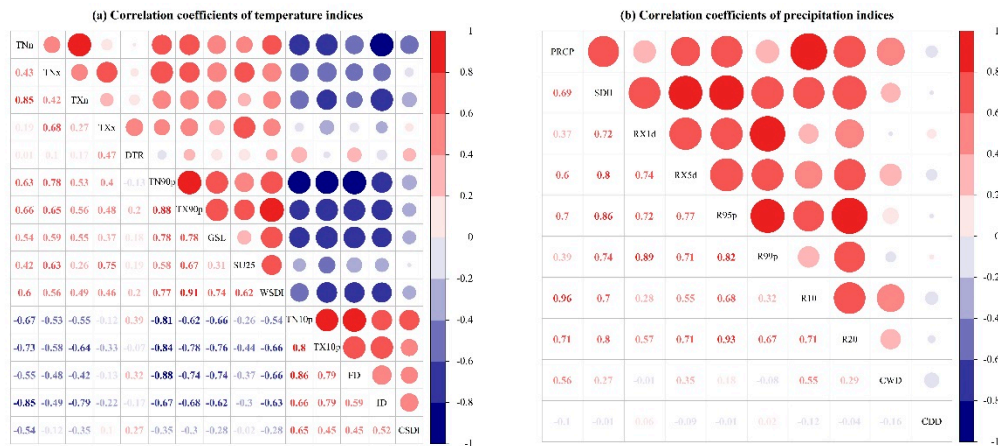 (a) Correlation coefficients of temperature indices
TNn
0.43 TNx
0.85 0.42 TXn
0.19 0.68 0.27 TXx
0.01 0.1 0.17 0.47 DTR
0.63 0.78 0.53 0.4 -0.13 TN90p
0.66 0.65 0.56 0.48 0.2 0.88 TX90p
0.54 0.59 0.55 0.37 0.18 0.78 0.78 GSL
0.42 0.63 0.26 0.75 0.19 0.58 0.67 0.31 SU25
0.6 0.56 0.49 0.46 0.2 0.77 0.91 0.74 0.62 WSDI
-0.67 -0.53 -0.55 -0.12 0.39 -0.81 -0.62 -0.66 -0.26 -0.54 TN10p
-0.73 -0.58 -0.64 -0.33 -0.07 -0.84 -0.78 -0.76 -0.44 -0.66 0.8 TX10p
-0.55 -0.48 -0.42 -0.15 0.32 -0.88 -0.74 -0.74 -0.37 -0.66 0.86 0.79 FD
-0.85 -0.49 -0.79 -0.22 -0.17 -0.67 -0.68 -0.62 -0.3 -0.63 0.66 0.79 0.59 ID
-0.54 -0.12 -0.35 0.1 0.27 -0.35 -0.3 -0.28 -0.02 -0.28 0.65 0.45 0.45 0.52 CSDI
1
0.8
0.6
0.4
0.2
0
-0.2
-0.4
-0.6
-0.8
-1
(b) Correlation coefficients of precipitation indices
PRCP
0.69 SDII
0.37 0.72 RX1d
0.6 0.8 0.74 RX5d
0.7 0.86 0.72 0.77 R95p
0.39 0.74 0.89 0.71 0.82 R99p
0.96 0.7 0.28 0.55 0.68 0.32 R10
0.71 0.8 0.57 0.71 0.93 0.67 0.71 R20
0.56 0.27 -0.01 0.35 0.18 -0.08 0.55 0.29 CWD
-0.1 -0.01 0.06 -0.09 -0.01 0.02 -0.12 -0.04 -0.16 CDD
1
0.8
0.6
0.4
0.2
0
-0.2
-0.4
-0.6
-0.8
-1